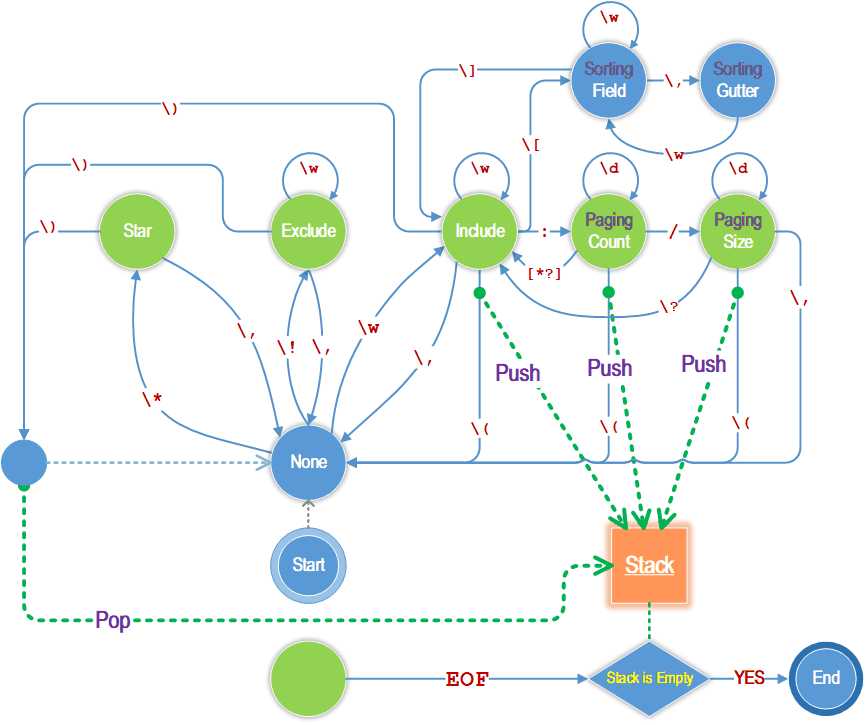 \w
Sorting
Field
\,
Sorting
Gutter
\]
\)
\[
\w
\)
\w
\w
\d
\d
\)
Star
Exclude
Include
:
Paging
Count
/
Paging
Size
[*?]
\?
\,
\,
\!
\,
\w
\,
Push
Push
Push
\*
\(
\(
\(
None
Start
Stack
Pop
EOF
Stack is Empty
YES
End